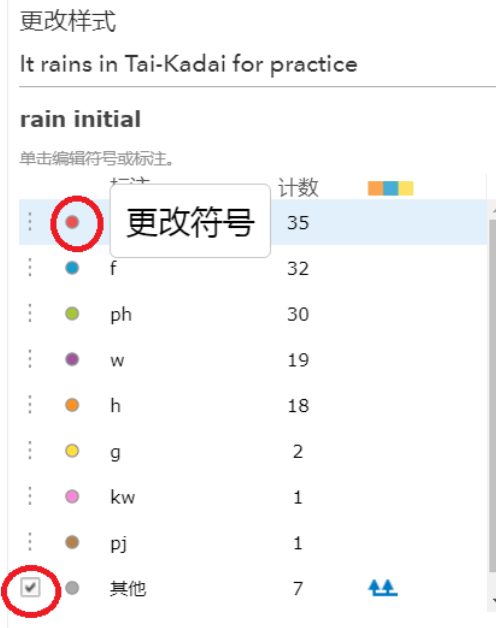 更改样式
It rains in Tai-Kadai for practice
rain initial
单击编辑符号或标注。
标注 计数
更改符号 35
f 32
ph 30
w 19
h 18
g 2
kw 1
pj 1
其他 7